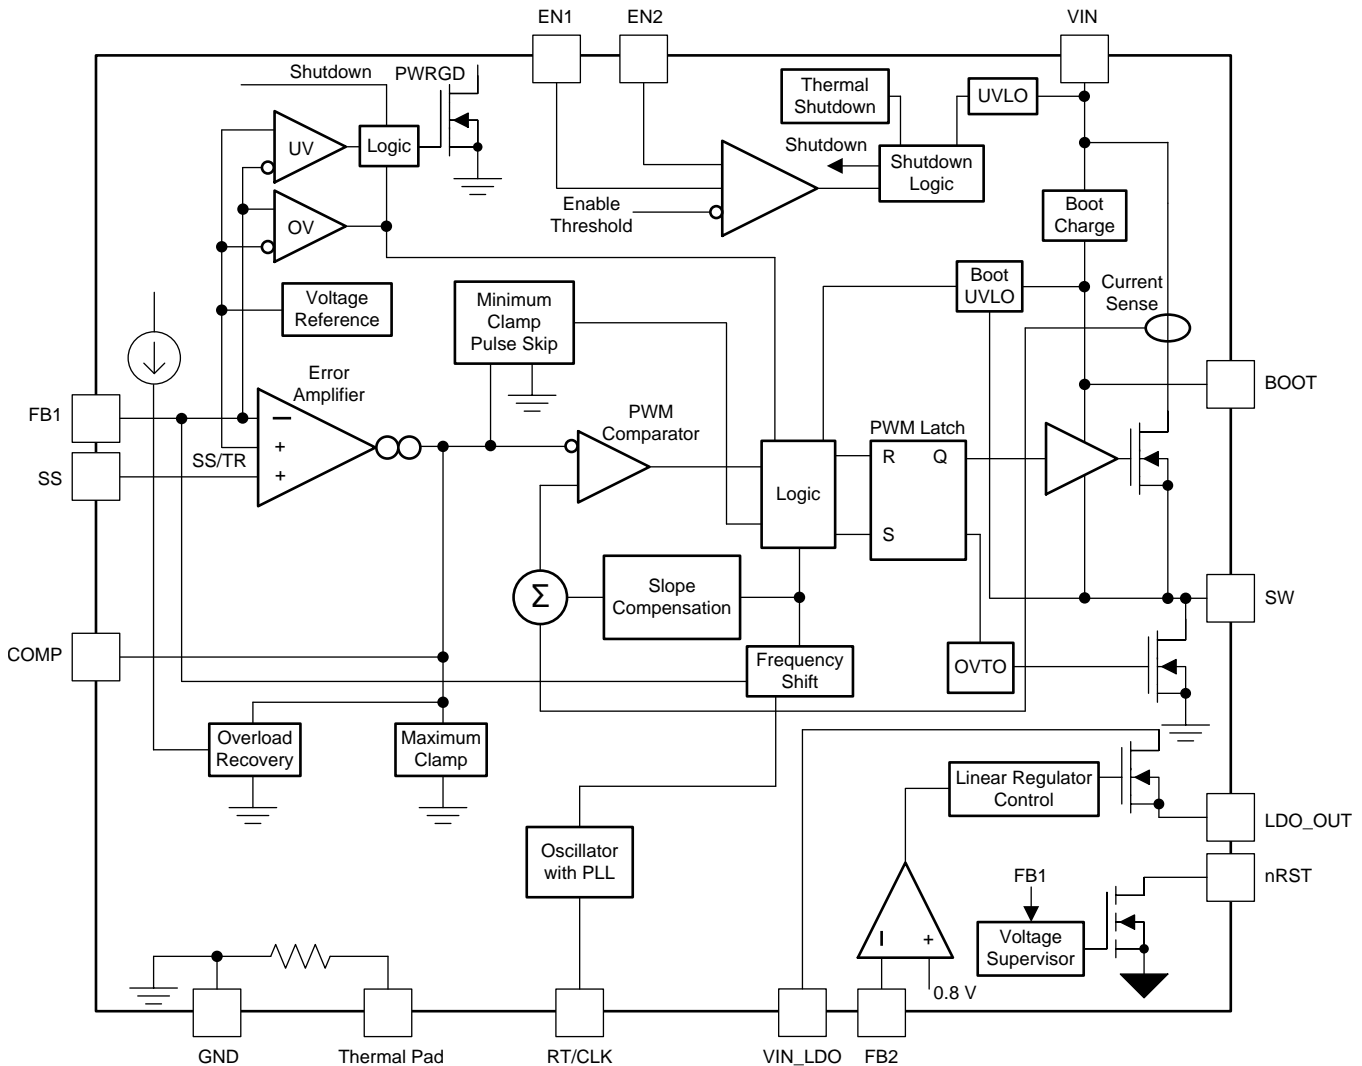 EN1
EN2
VIN
Shutdown
PWRGD
Thermal
Shutdown
UVLO
UV
Logic
Shutdown
Shutdown
Logic
Enable
Threshold
OV
Boot
Charge
Boot
UVLO
Current
Sense
Voltage
Reference
Minimum
Clamp
Pulse Skip
Error
Amplifier
BOOT
FB1
−
+
+
SS/TR
SS
PWM
Comparator
PWM Latch
R
Q
Logic
S
Σ
Slope
Compensation
SW
COMP
Frequency
Shift
OVTO
Overload
Recovery
Maximum
Clamp
Linear Regulator
Control
LDO_OUT
Oscillator
with PLL
FB1
nRST
−
+
Voltage
Supervisor
0.8 V
GND
Thermal Pad
RT/CLK
VIN_LDO
FB2